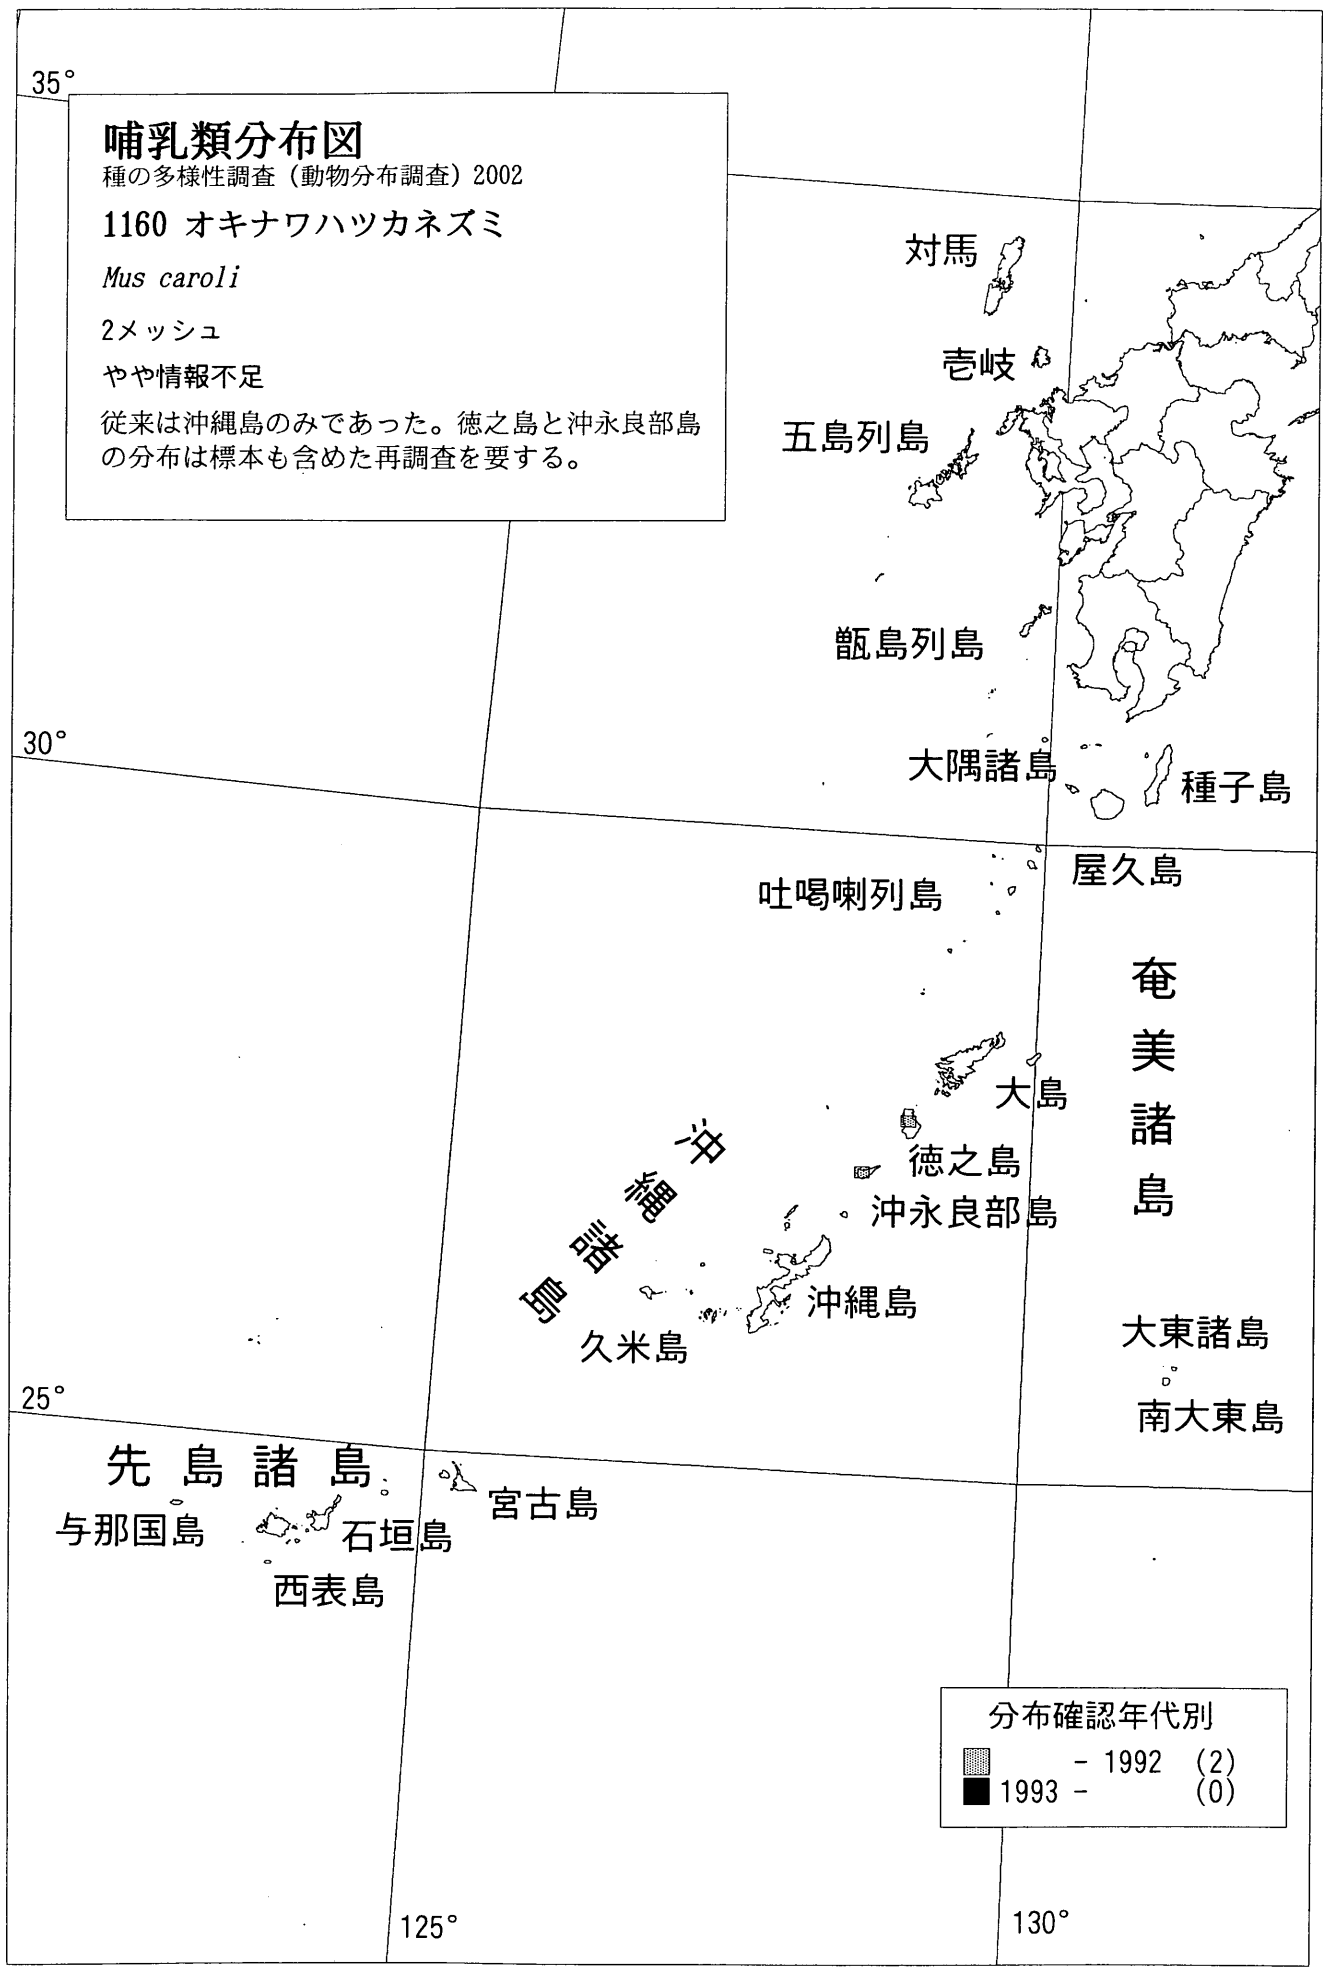 35°
哺乳類分布図
種の多様性調査（動物分布調査）2002
1160 オキナワハツカネズミ
Mus caroli
2メッシュ
やや情報不足
従来は沖縄島のみであった。徳之島と沖永良部島
の分布は標本も含めた再調査を要する。
対馬
壱岐
五島列島
甑島列島
30°
大隅諸島
種子島
屋久島
吐喝喇列島
奄美諸島
大島
徳之島
沖永良部島
沖縄諸島
沖縄島
久米島
大東諸島
南大東島
25°
先島諸島
宮古島
与那国島
石垣島
西表島
分布確認年代別
- 1992 (2)
1993 - (0)
125°
130°